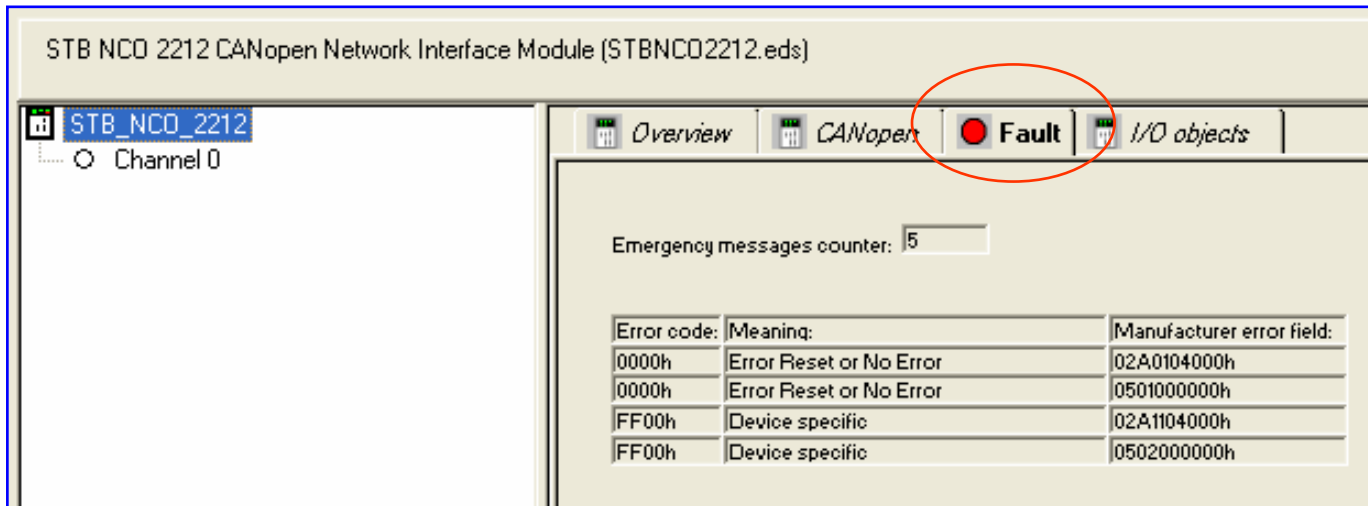 STB NCO 2212 CANopen Network Interface Module (STBNCO2212.eds)
STB_NCO_2212
Channel 0
Overview CANopen Fault I/O objects
Emergency messages counter: 5
Error code: Meaning: Manufacturer error field:
0000h Error Reset or No Error 02A0104000h
0000h Error Reset or No Error 0501000000h
FF00h Device specific 02A1104000h
FF00h Device specific 0502000000h